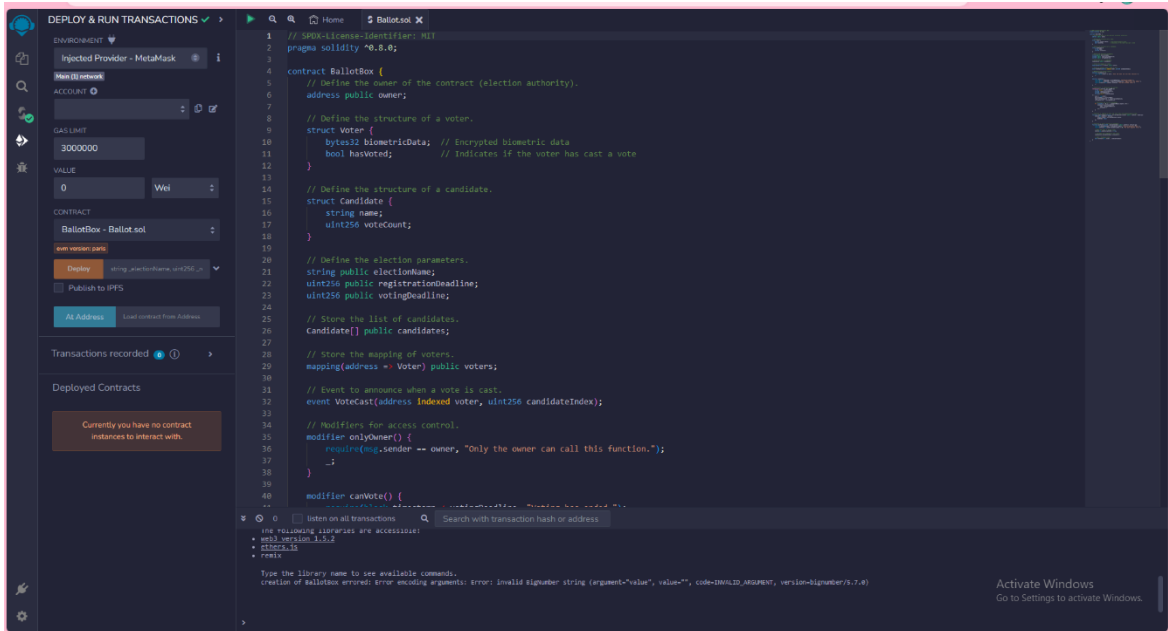 DEPLOY & RUN TRANSACTIONS
ENVIRONMENT
Injected Provider - MetaMask
i
Main (1) network
ACCOUNT
GAS LIMIT
3000000
VALUE
0
Wei
CONTRACT
BallotBox - Ballot.sol
evm version: paris
Deploy
string _electionName, uint256
Publish to IPFS
At Address
Load contract from Address
Transactions recorded 0
Deployed Contracts
Currently you have no contract
instances to interact with.
Home
Ballot.sol
1 // SPDX-License-Identifier: MIT
2 pragma solidity ^0.8.0;
3
4 contract BallotBox {
5 // Define the owner of the contract (election authority).
6 address public owner;
7
8 // Define the structure of a voter.
9 struct Voter {
10 bytes32 biometricData; // Encrypted biometric data
11 bool hasVoted; // Indicates if the voter has cast a vote
12 }
13
14 // Define the structure of a candidate.
15 struct Candidate {
16 string name;
17 uint256 voteCount;
18 }
19
20 // Define the election parameters.
21 string public electionName;
22 uint256 public registrationDeadline;
23 uint256 public votingDeadline;
24
25 // Store the list of candidates.
26 Candidate[] public candidates;
27
28 // Store the mapping of voters.
29 mapping(address => Voter) public voters;
30
31 // Event to announce when a vote is cast.
32 event VoteCast(address indexed voter, uint256 candidateIndex);
33
34 // Modifiers for access control.
35 modifier onlyOwner() {
36 require(msg.sender == owner, "Only the owner can call this function.");
37 _;
38 }
39
40 modifier canVote() {
0
listen on all transactions
Search with transaction hash or address
The following libraries are accessible:
web3 version 1.5.2
ethers.js
remix
Type the library name to see available commands.
creation of BallotBox errored: Error encoding arguments: Error: invalid BigNumber string (argument="value", value="", code=INVALID_ARGUMENT, version=bignumber/5.7.0)
>
Activate Windows
Go to Settings to activate Windows.